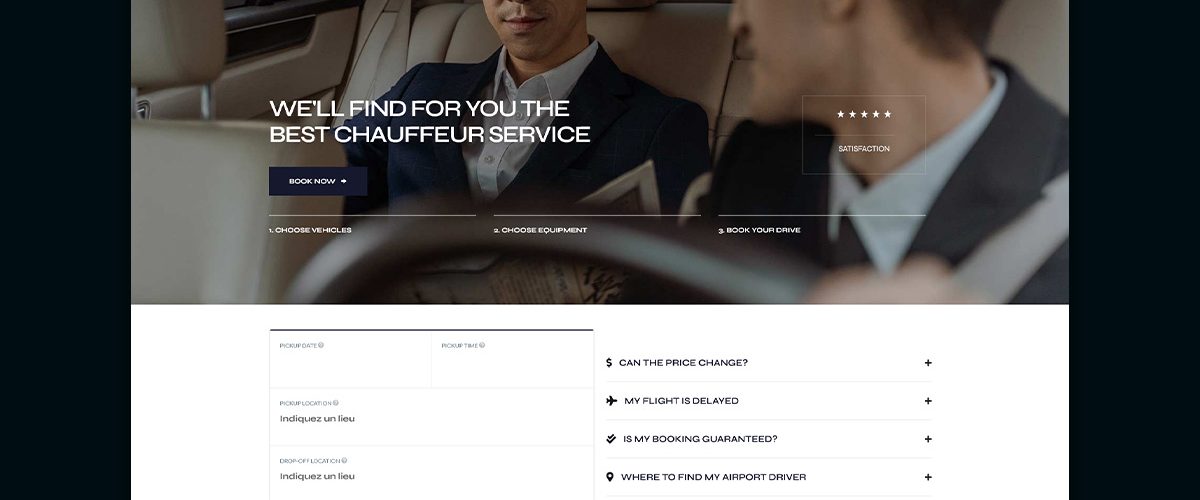 WE'LL FIND FOR YOU THE
BEST CHAUFFEUR SERVICE
★★★★★
SATISFACTION
BOOK NOW
1. CHOOSE VEHICLES
2. CHOOSE EQUIPMENT
3. BOOK YOUR DRIVE
PICKUP DATE
PICKUP TIME
PICKUP LOCATION
Indiquez un lieu
DROP-OFF LOCATION
Indiquez un lieu
CAN THE PRICE CHANGE?
MY FLIGHT IS DELAYED
IS MY BOOKING GUARANTEED?
WHERE TO FIND MY AIRPORT DRIVER